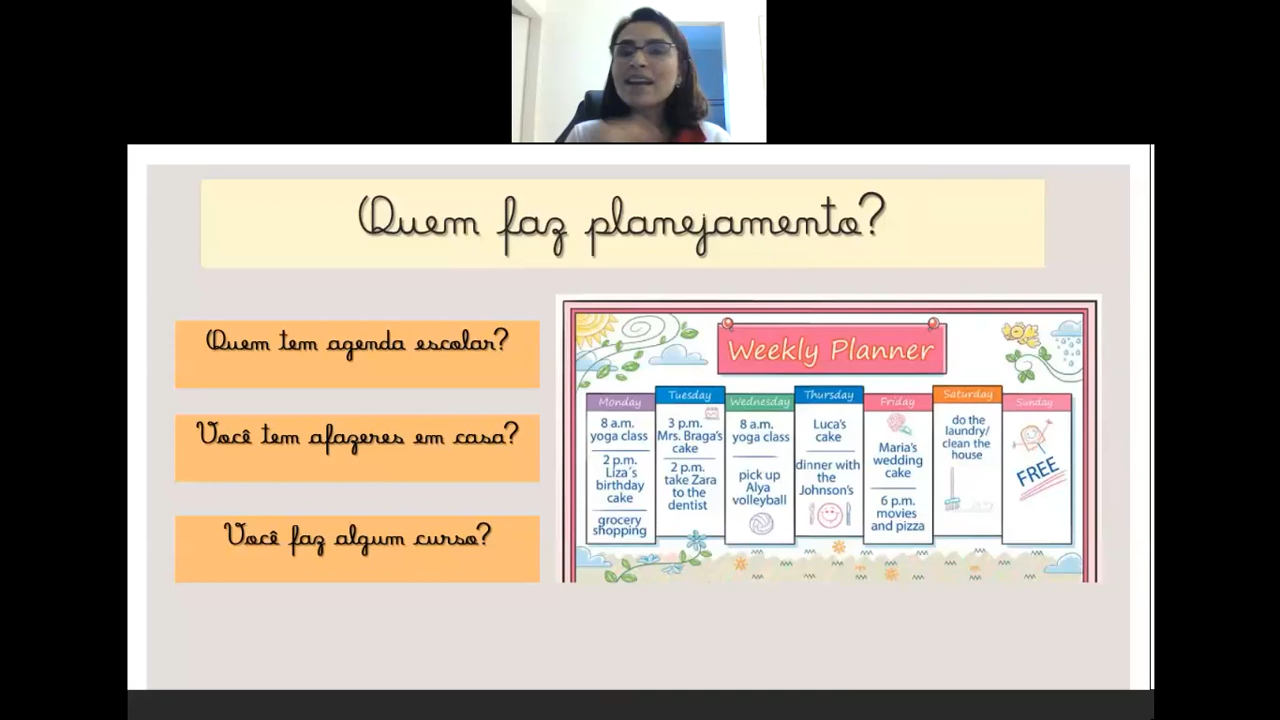 Quem faz planejamento?
Quem tem agenda escolar?
Você tem afazeres em casa?
Você faz algum curso?
Weekly Planner
Monday
8 a.m.
yoga class
2 p.m.
Liza´s
birthday
cake
grocery
shopping
Tuesday
3 p.m.
Mrs. Braga's
cake
2 p.m.
take Zara
to the
dentist
Wednesday
8 a.m.
yoga class
pick up
Alya
volleyball
Thursday
Luca's
cake
dinner with
the
Johnson's
Friday
Maria's
wedding
cake
6 p.m.
movies
and pizza
Saturday
do the
laundry/
clean the
house
Sunday
FREE